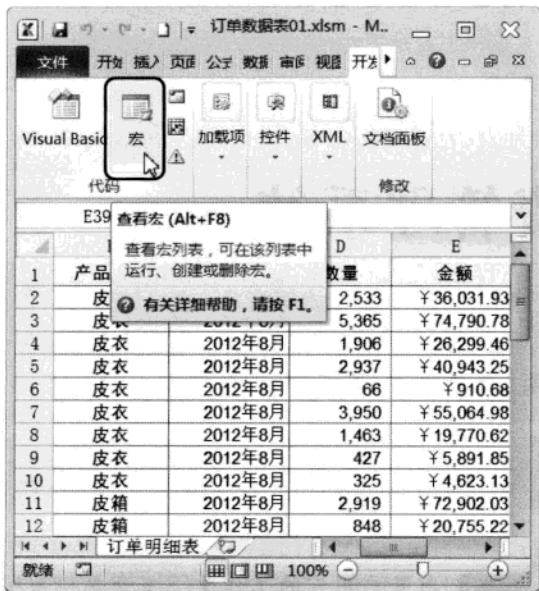 订单数据表01.xlsm - M..
文件 开始 插入 页面 公式 数据 审阅 视图 开发
Visual Basic 宏 加载项 控件 XML 文档面板
代码 修改
E39
查看宏 (Alt+F8)
查看宏列表，可在该列表中
运行、创建或删除宏。
有关详细帮助，请按 F1。
D E
1 产品 数量 金额
2 皮 2,533 ￥36,031.93
3 皮衣 2012年8月 5,365 ￥74,790.78
4 皮衣 2012年8月 1,906 ￥26,299.46
5 皮衣 2012年8月 2,937 ￥40,943.25
6 皮衣 2012年8月 66 ￥910.68
7 皮衣 2012年8月 3,950 ￥55,064.98
8 皮衣 2012年8月 1,463 ￥19,770.62
9 皮衣 2012年8月 427 ￥5,891.85
10 皮衣 2012年8月 325 ￥4,623.13
11 皮箱 2012年8月 2,919 ￥72,902.03
12 皮箱 2012年8月 848 ￥20,755.22
订单明细表
就绪 100%